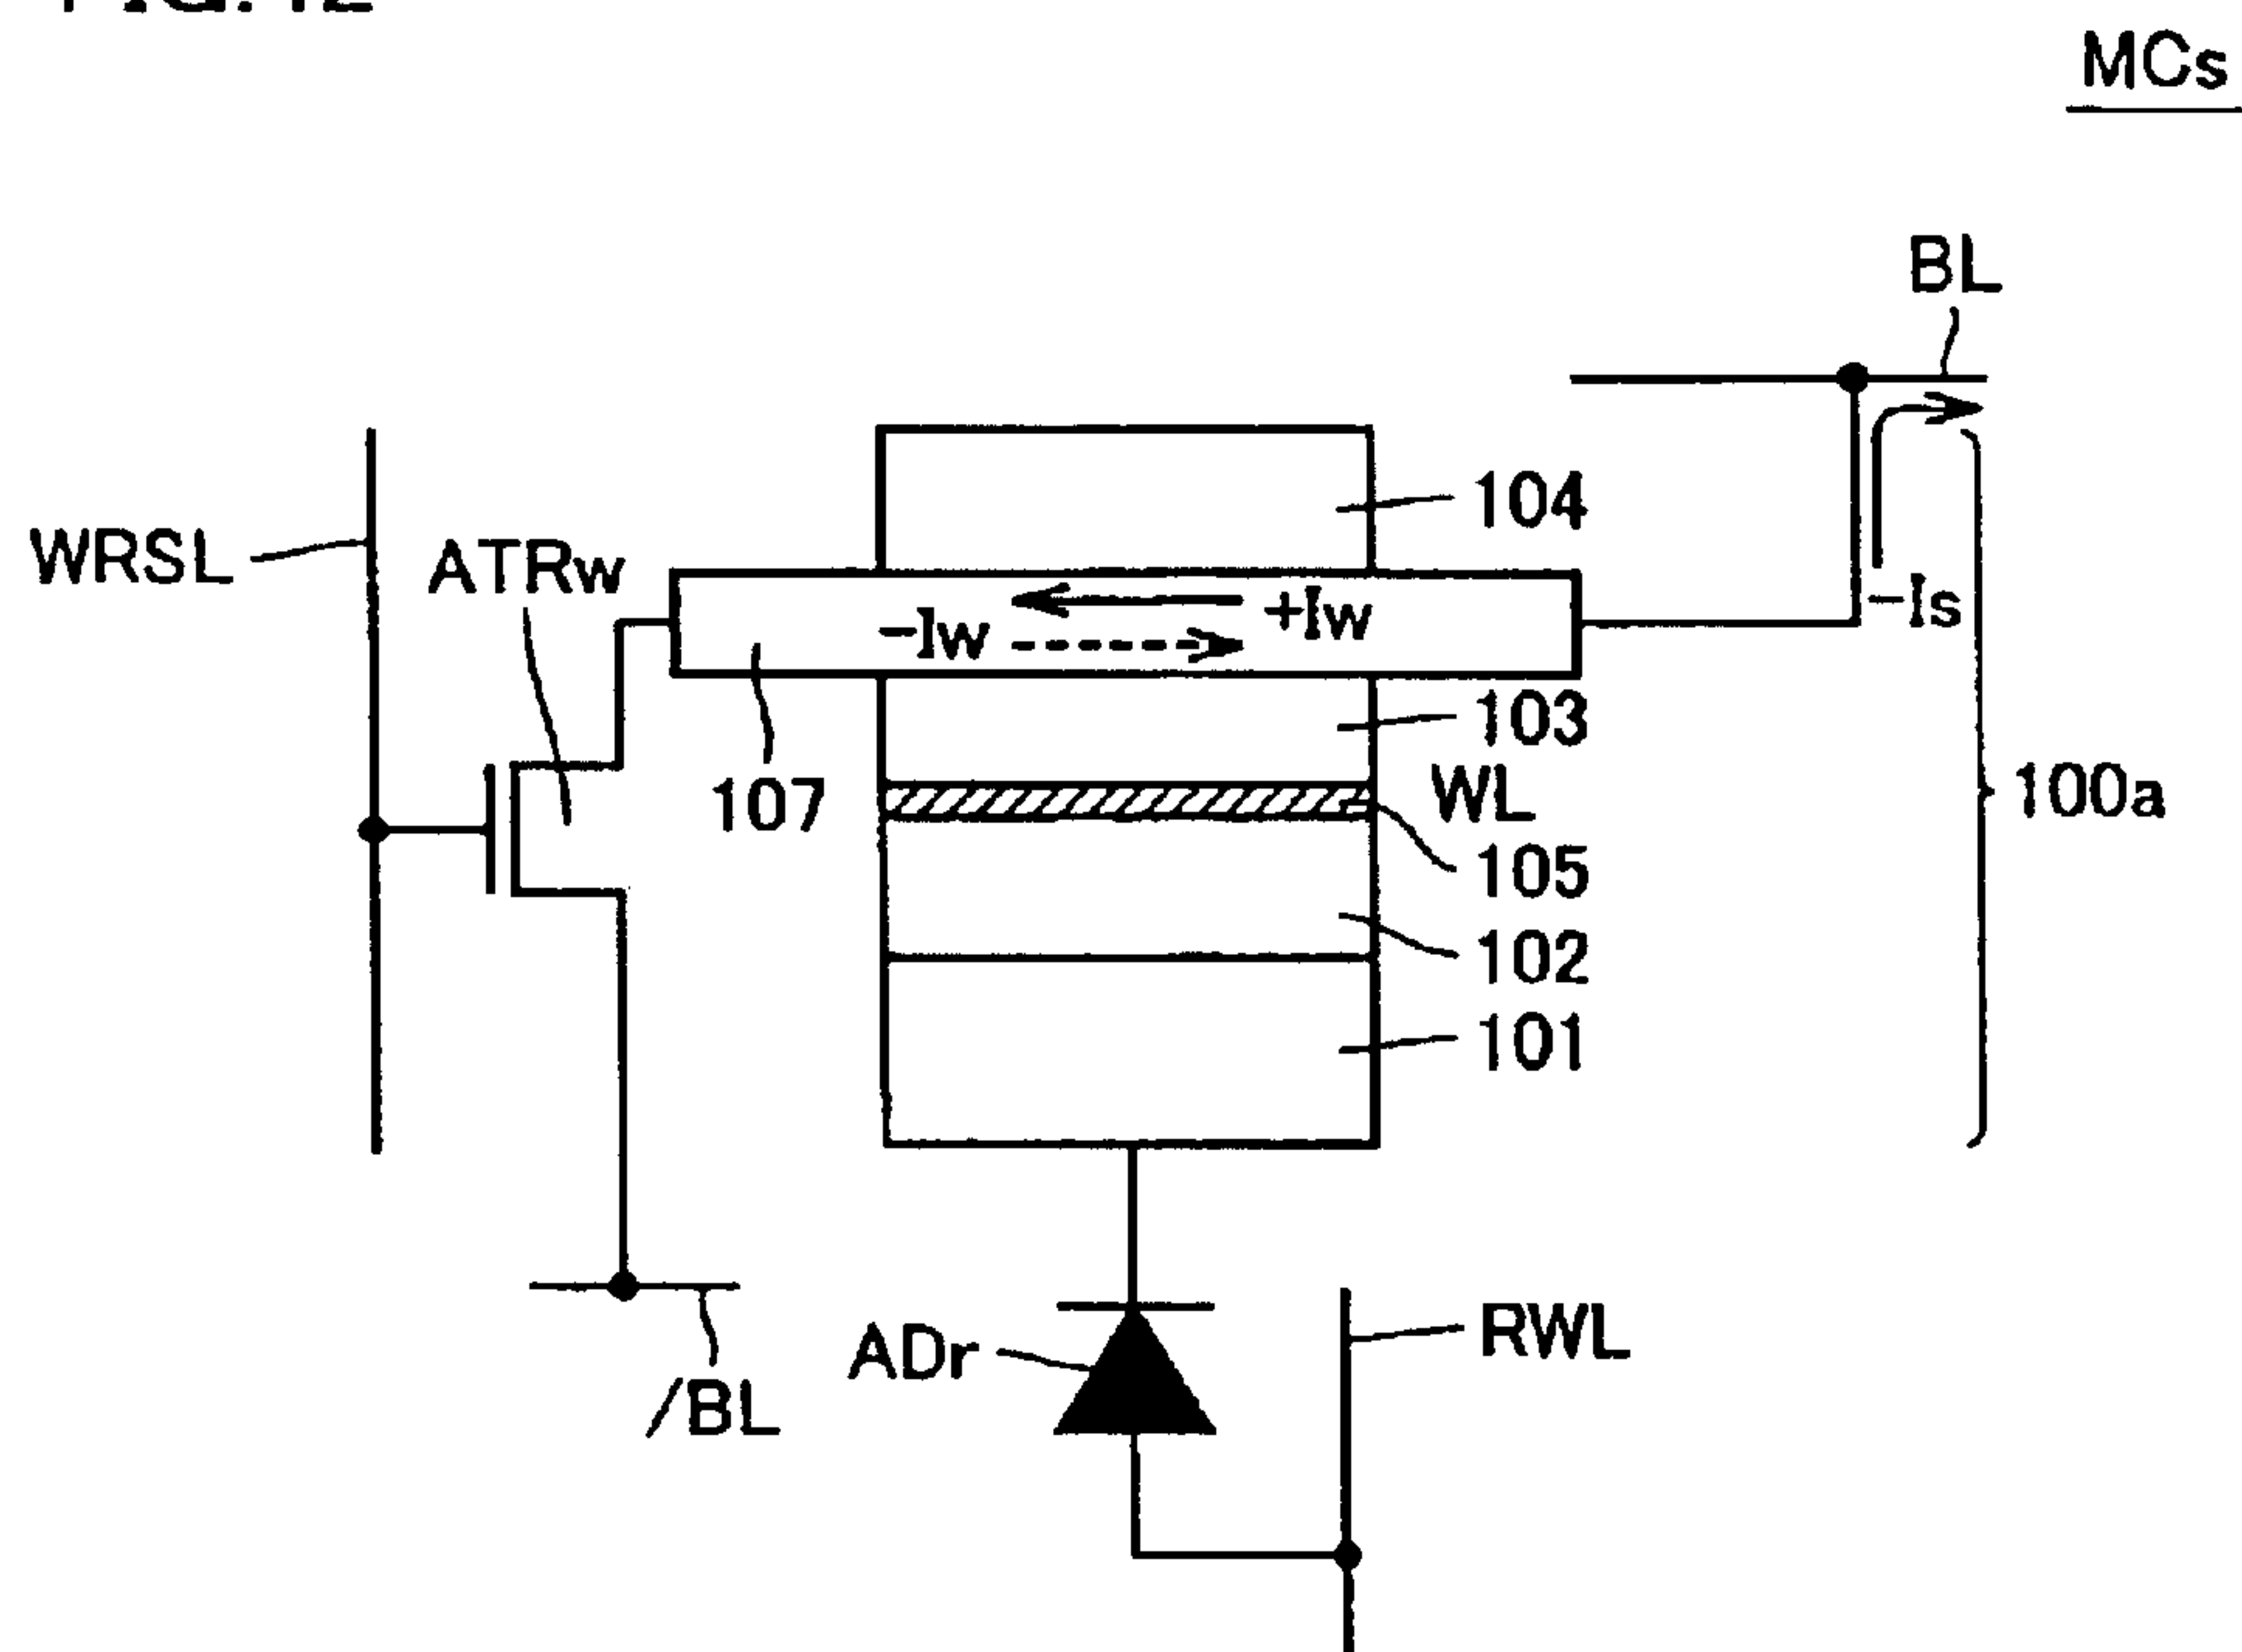 MCs
BL
104
WRSL
ATRw
+Iw
-Iw
-Is
103
107
WL
100a
105
102
101
ADr
RWL
/BL